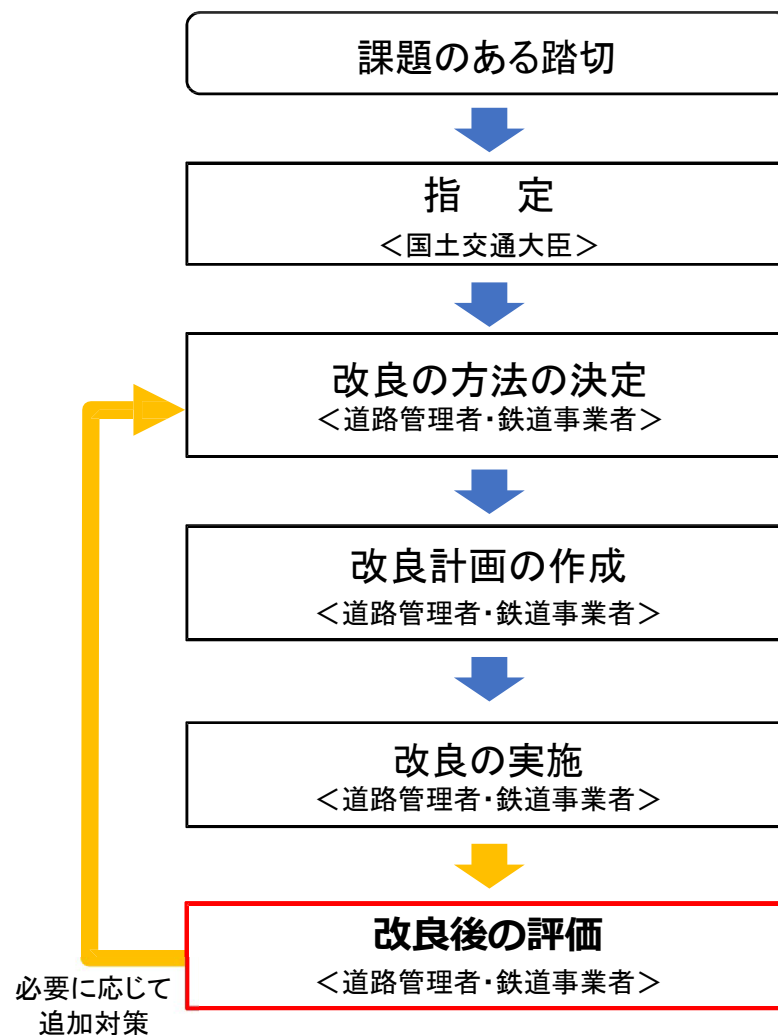 課題のある踏切
指　定
＜国土交通大臣＞
改良の方法の決定
＜道路管理者・鉄道事業者＞
改良計画の作成
＜道路管理者・鉄道事業者＞
改良の実施
＜道路管理者・鉄道事業者＞
改良後の評価
＜道路管理者・鉄道事業者＞
必要に応じて
追加対策